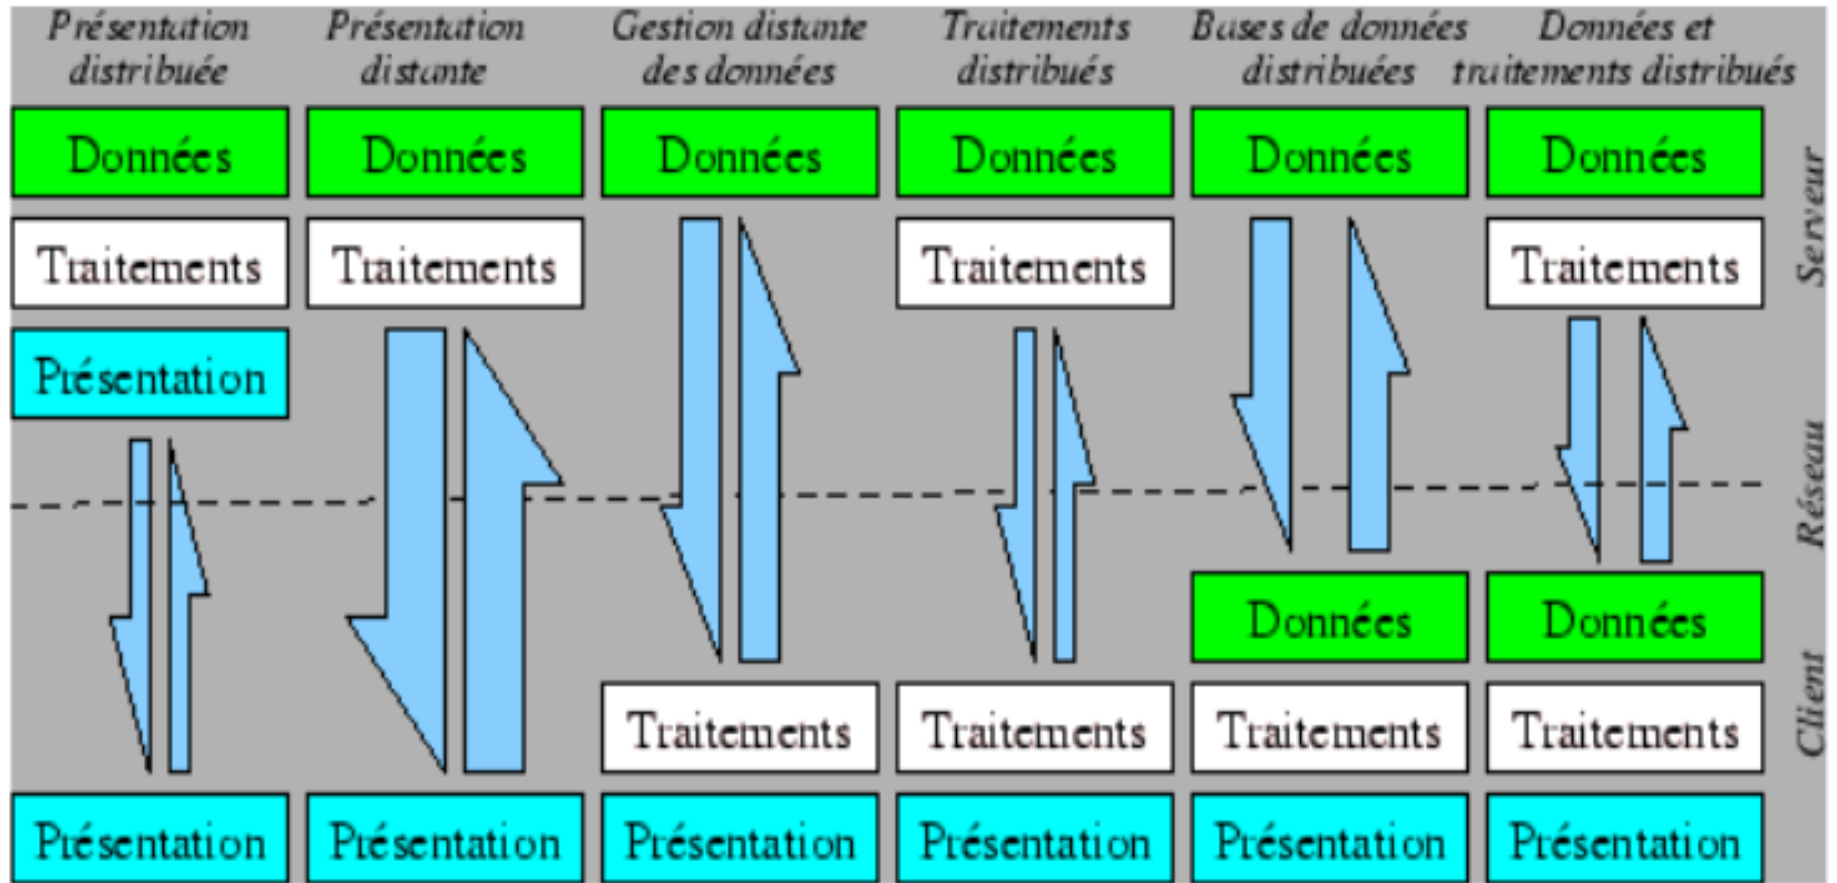 Présentation distribuée
Présentation distante
Gestion distante des données
Traitements distribués
Bases de données distribuées
Données et traitements distribués
Données Données Données Données Données Données
Traitements Traitements Traitements Traitements
Présentation
Données Données
Traitements Traitements Traitements Traitements
Présentation Présentation Présentation Présentation Présentation Présentation
Serveur
Réseau
Client